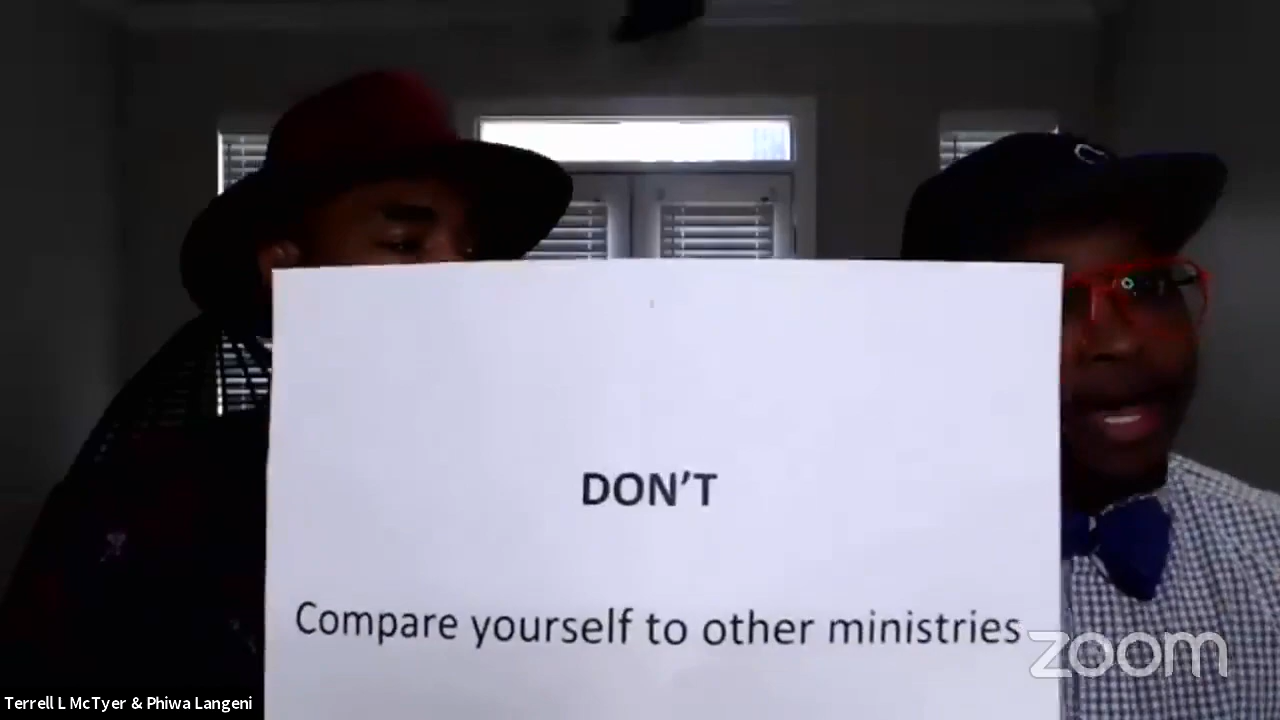 DON'T
Compare yourself to other ministries
zoom
Terrell L McTyer & Phiwa Langeni